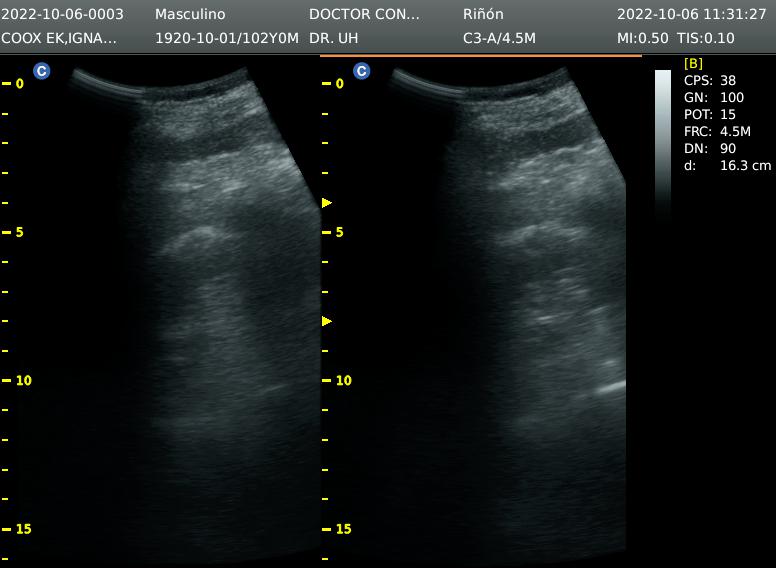 2022-10-06-0003 Masculino DOCTOR CON... Riñón 2022-10-06 11:31:27
COOX EK,IGNA... 1920-10-01/102Y0M DR. UH C3-A/4.5M MI:0.50 TIS:0.10
C C [B]
0 0 CPS: 38
GN: 100
POT: 15
FRC: 4.5M
DN: 90
d: 16.3 cm
5 5
10 10
15 15